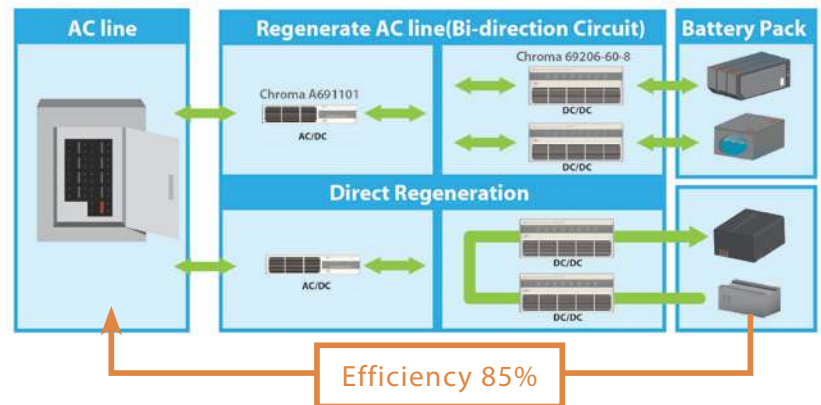 AC line
Regenerate AC line(Bi-direction Circuit)
Battery Pack
Chroma 69206-60-8
Chroma A691101
AC/DC
DC/DC
DC/DC
Direct Regeneration
AC/DC
DC/DC
DC/DC
Efficiency 85%